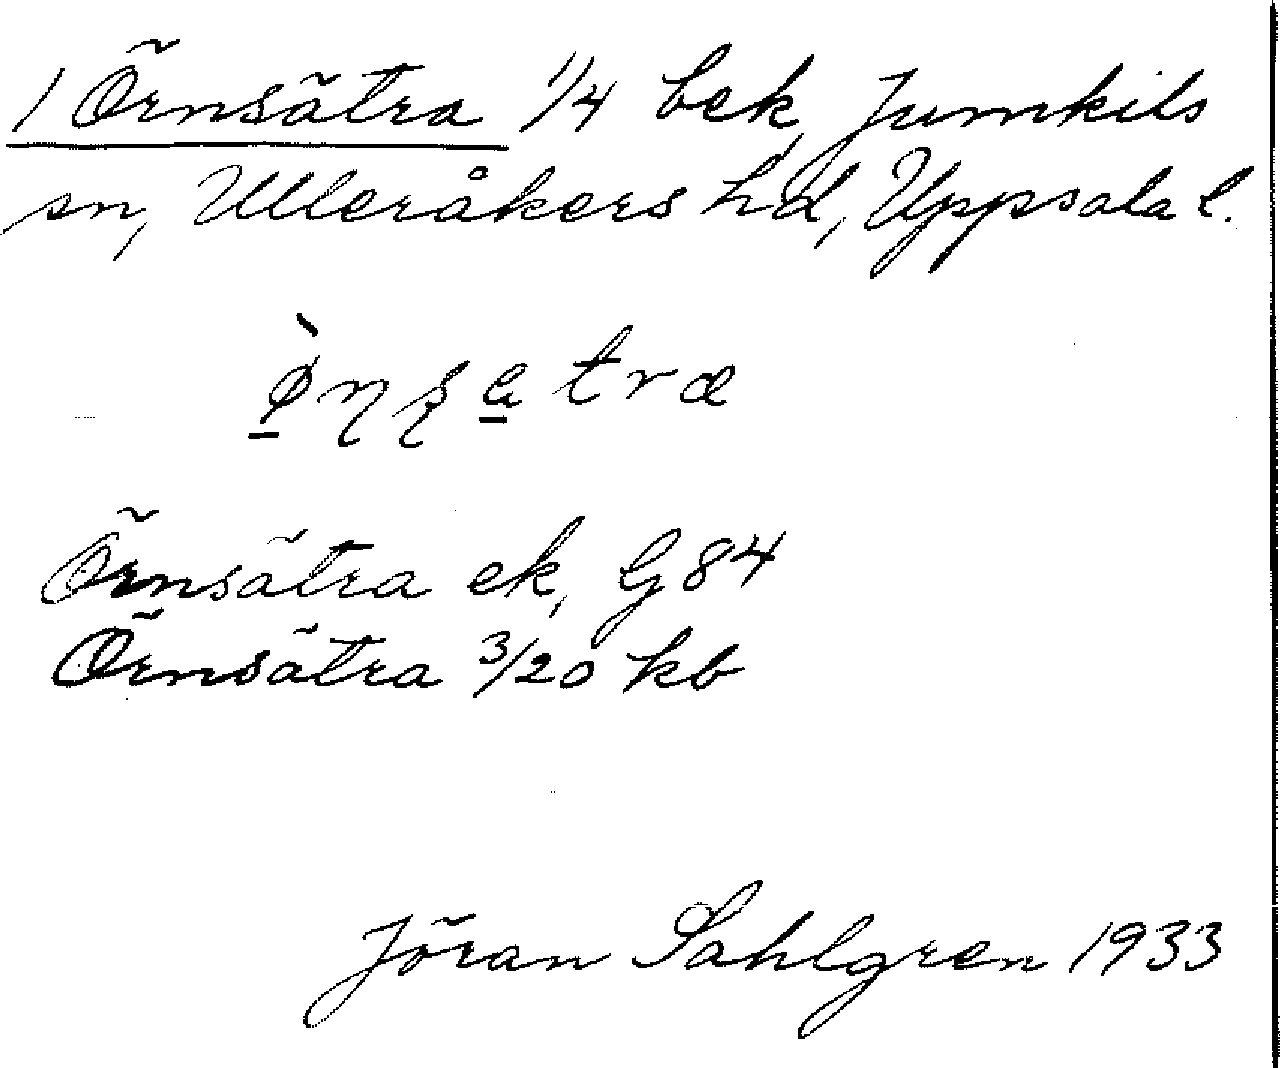 1 Örnsätra 1/4 bek, Jumkils
sn, Ulleråkers hd, Uppsala l.
Örnsätra ek, G 84
Örnsätra 3/20 kb
Jöran Sahlgren 1933